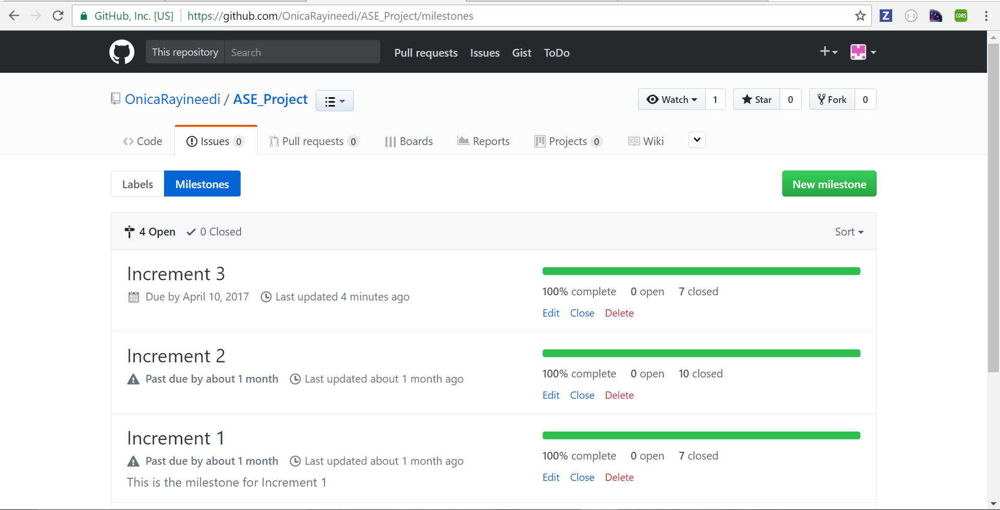 GitHub, Inc. [US] https://github.com/OnicaRayineedi/ASE_Project/milestones
Z {···} CORS
This repository Search Pull requests Issues Gist ToDo
OnicaRayineedi / ASE_Project Watch 1 Star 0 Fork 0
Code Issues 0 Pull requests 0 Boards Reports Projects 0 Wiki
Labels Milestones New milestone
4 Open 0 Closed Sort
Increment 3
Due by April 10, 2017 Last updated 4 minutes ago
100% complete 0 open 7 closed
Edit Close Delete
Increment 2
Past due by about 1 month Last updated about 1 month ago
100% complete 0 open 10 closed
Edit Close Delete
Increment 1
Past due by about 1 month Last updated about 1 month ago
This is the milestone for Increment 1
100% complete 0 open 7 closed
Edit Close Delete